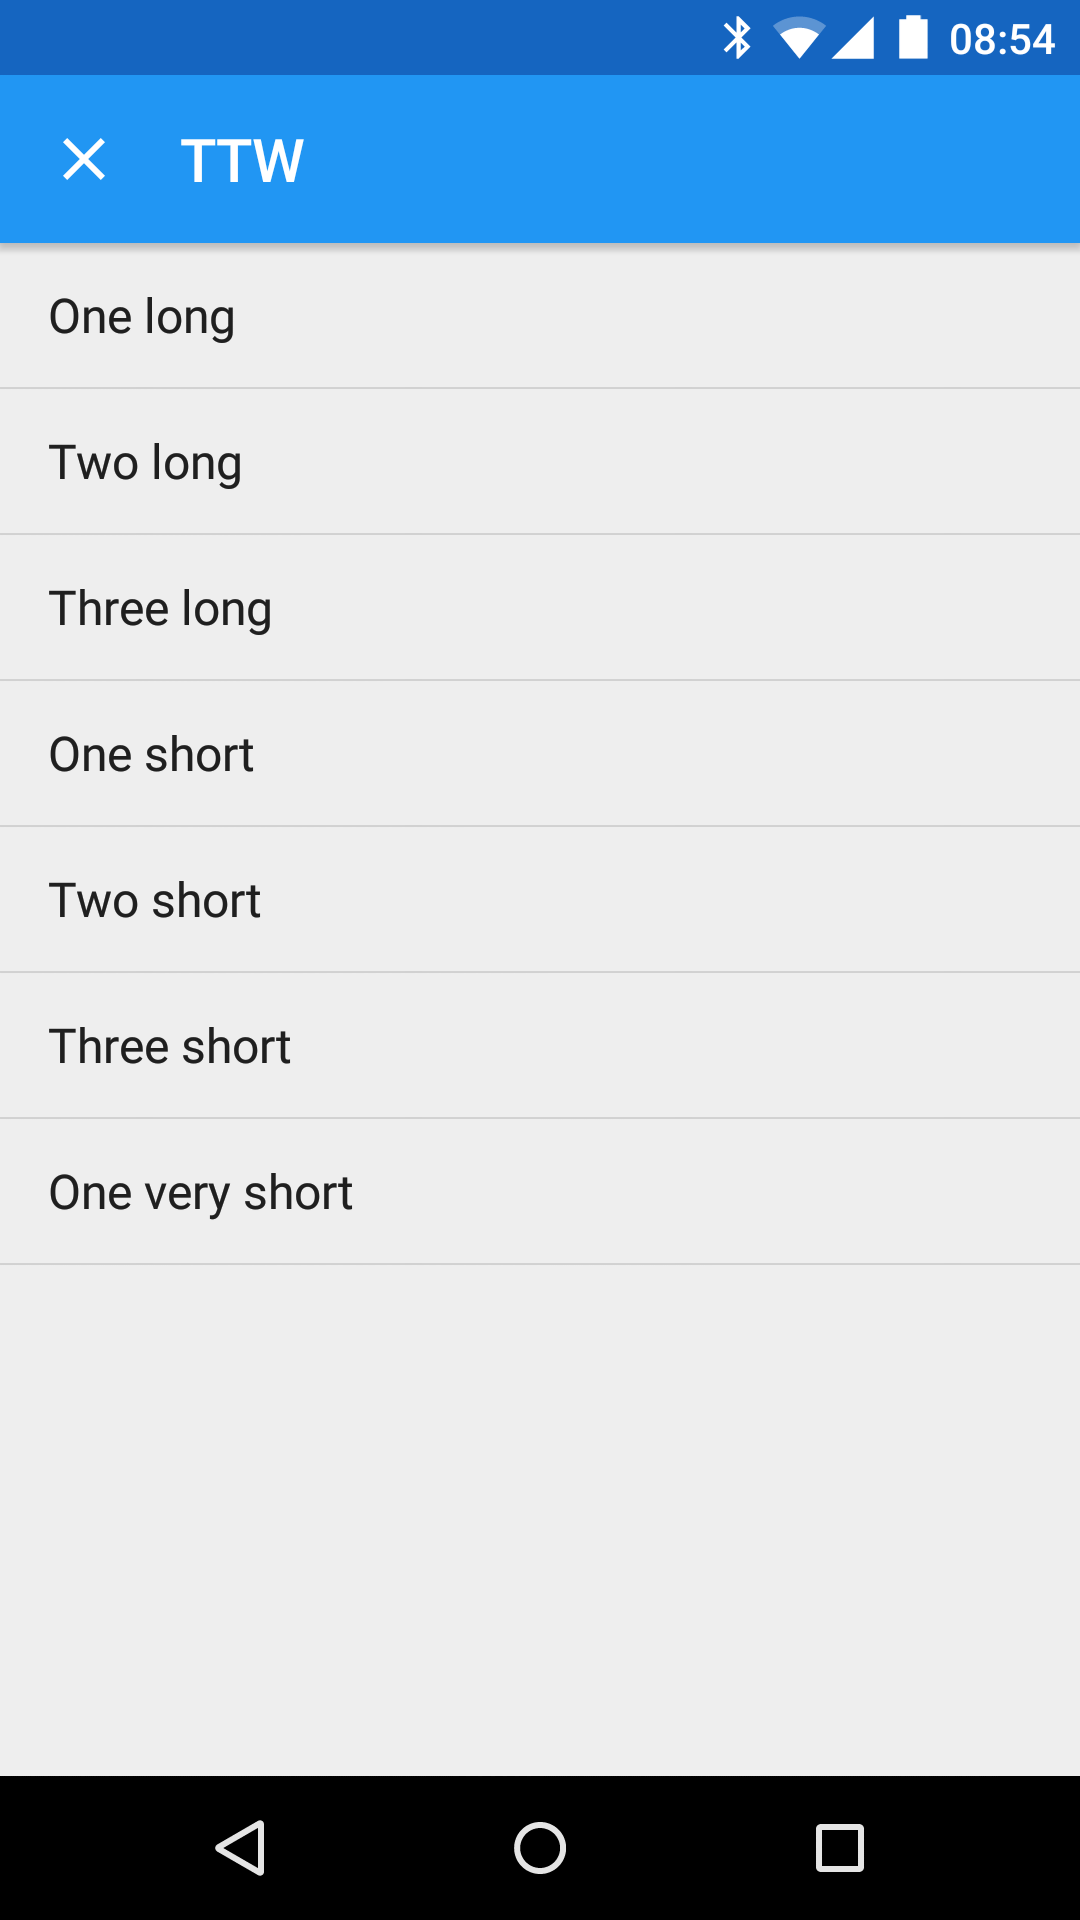 08:54
TTW
One long
Two long
Three long
One short
Two short
Three short
One very short